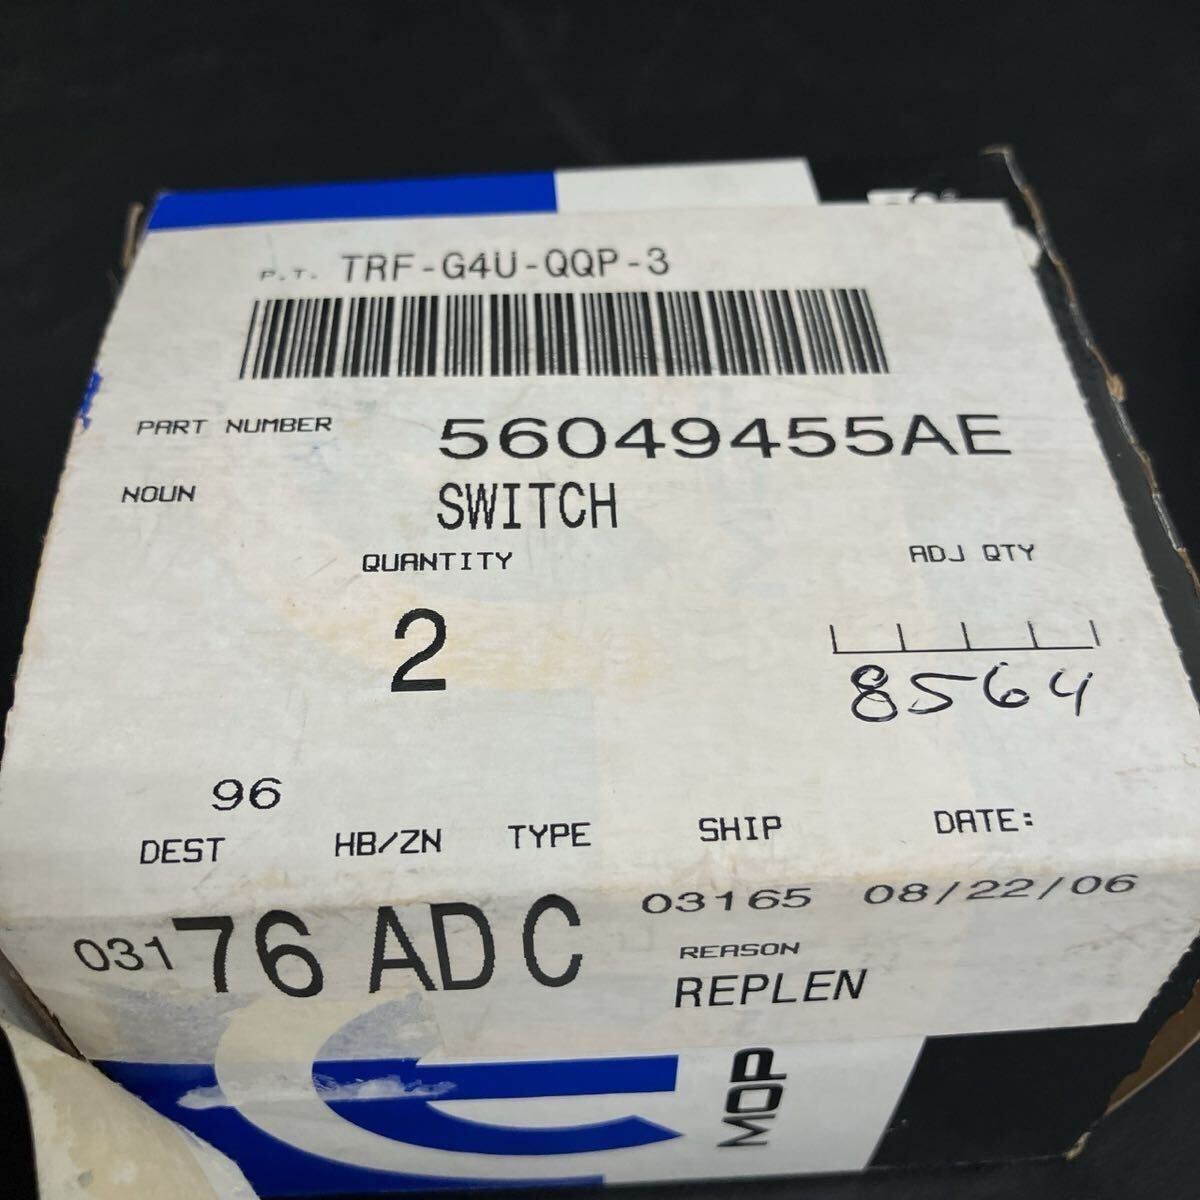 P.T. TRF-G4U-QQP-3
PART NUMBER 56049455AE
NOUN SWITCH
QUANTITY ADJ QTY
2
8564
96
DEST HB/ZN TYPE SHIP DATE:
03176 ADC 03165 08/22/06
REASON
REPLEN
MOP